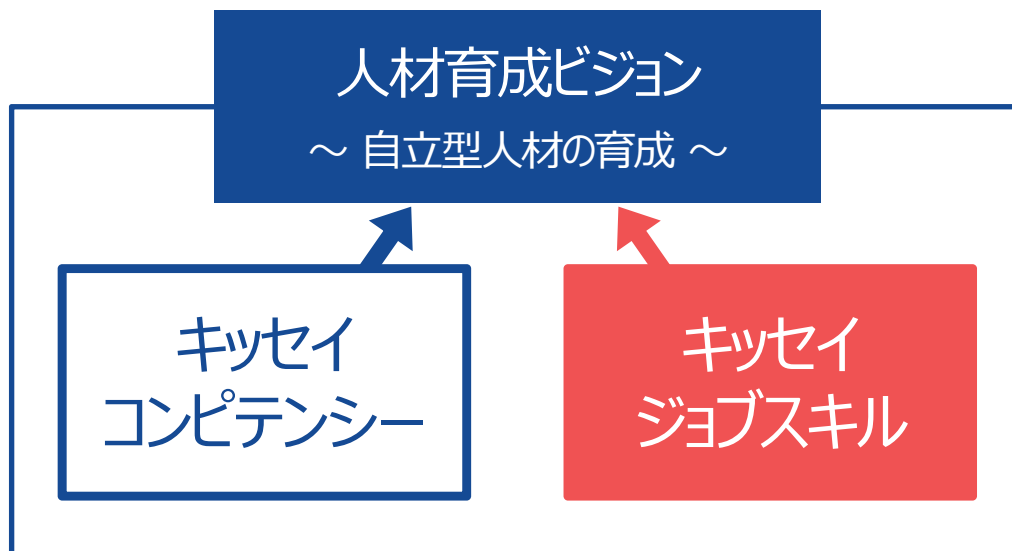 人材育成ビジョン
～ 自立型人材の育成 ～
キッセイ
コンピテンシー
キッセイ
ジョブスキル